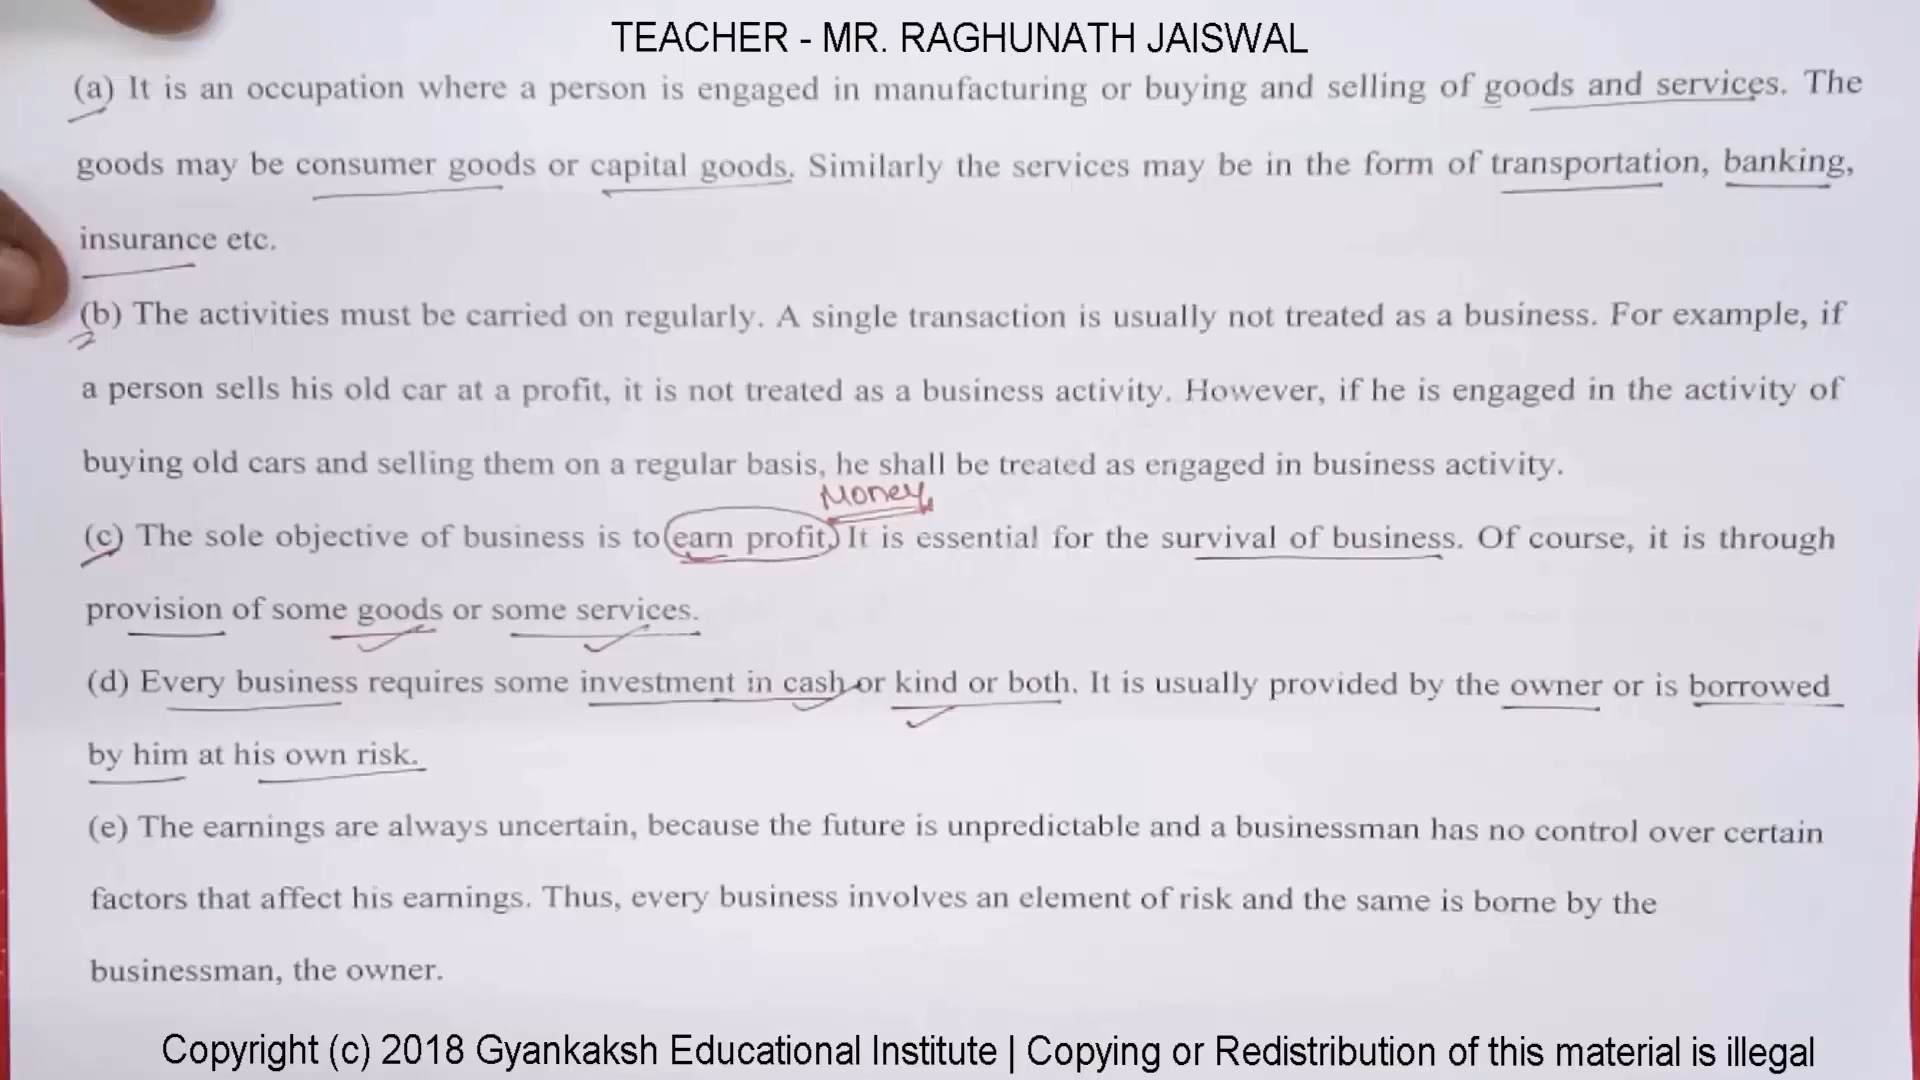 TEACHER - MR. RAGHUNATH JAISWAL
(a) It is an occupation where a person is engaged in manufacturing or buying and selling of goods and services. The
goods may be consumer goods or capital goods. Similarly the services may be in the form of transportation, banking,
insurance etc.
(b) The activities must be carried on regularly. A single transaction is usually not treated as a business. For example, if
a person sells his old car at a profit, it is not treated as a business activity. However, if he is engaged in the activity of
buying old cars and selling them on a regular basis, he shall be treated as engaged in business activity.
Money
(c) The sole objective of business is to earn profit. It is essential for the survival of business. Of course, it is through
provision of some goods or some services.
(d) Every business requires some investment in cash or kind or both. It is usually provided by the owner or is borrowed
by him at his own risk.
(e) The earnings are always uncertain, because the future is unpredictable and a businessman has no control over certain
factors that affect his earnings. Thus, every business involves an element of risk and the same is borne by the
businessman, the owner.
Copyright (c) 2018 Gyankaksh Educational Institute | Copying or Redistribution of this material is illegal